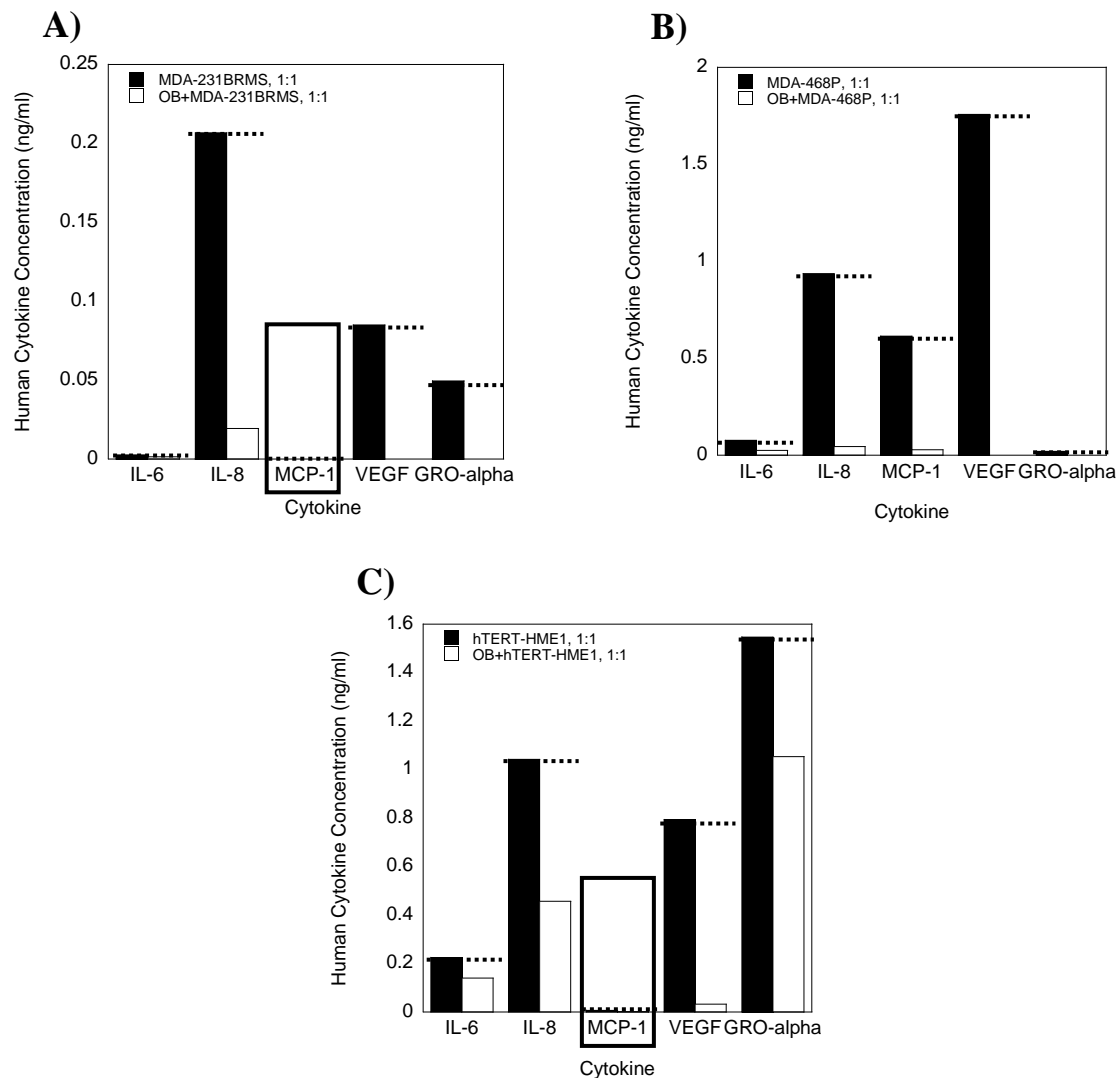 A)
Human Cytokine Concentration (ng/ml)
0.25
0.2
0.15
0.1
0.05
0
MDA-231BRMS, 1:1
OB+MDA-231BRMS, 1:1
IL-6 IL-8 MCP-1 VEGF GRO-alpha
Cytokine
B)
Human Cytokine Concentration (ng/ml)
2
1.5
1
0.5
0
MDA-468P, 1:1
OB+MDA-468P, 1:1
IL-6 IL-8 MCP-1 VEGF GRO-alpha
Cytokine
C)
Human Cytokine Concentration (ng/ml)
1.6
1.4
1.2
1
0.8
0.6
0.4
0.2
0
hTERT-HME1, 1:1
OB+hTERT-HME1, 1:1
IL-6 IL-8 MCP-1 VEGF GRO-alpha
Cytokine